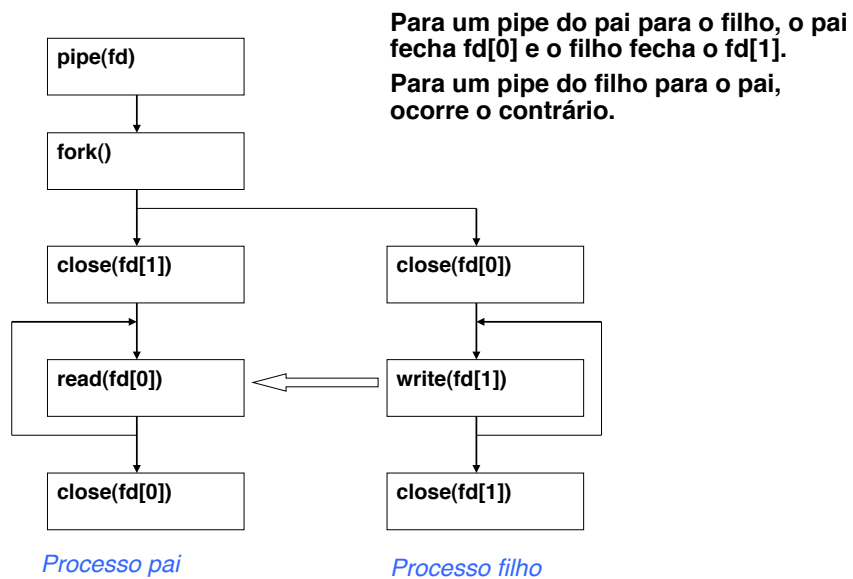 Para um pipe do pai para o filho, o pai
fecha fd[0] e o filho fecha o fd[1].
Para um pipe do filho para o pai,
ocorre o contrário.
pipe(fd)
fork()
close(fd[1])
close(fd[0])
read(fd[0])
write(fd[1])
close(fd[0])
close(fd[1])
Processo pai
Processo filho